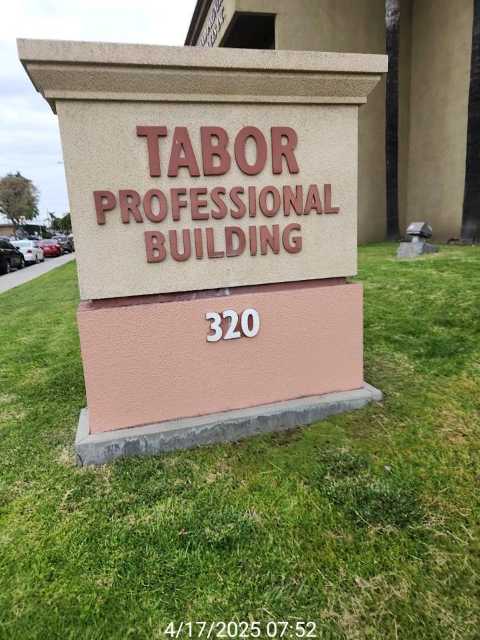 TABOR
PROFESSIONAL
BUILDING
320
4/17/2025 07:52